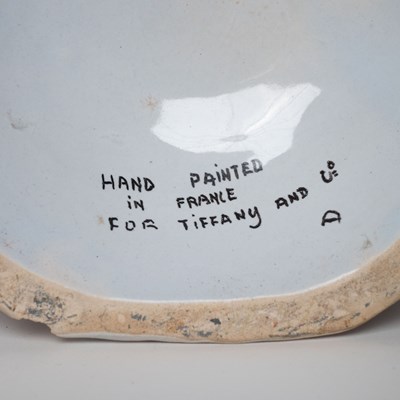 HAND PAINTED
iN FRANCE
FOR TiFFANY AND Co
D